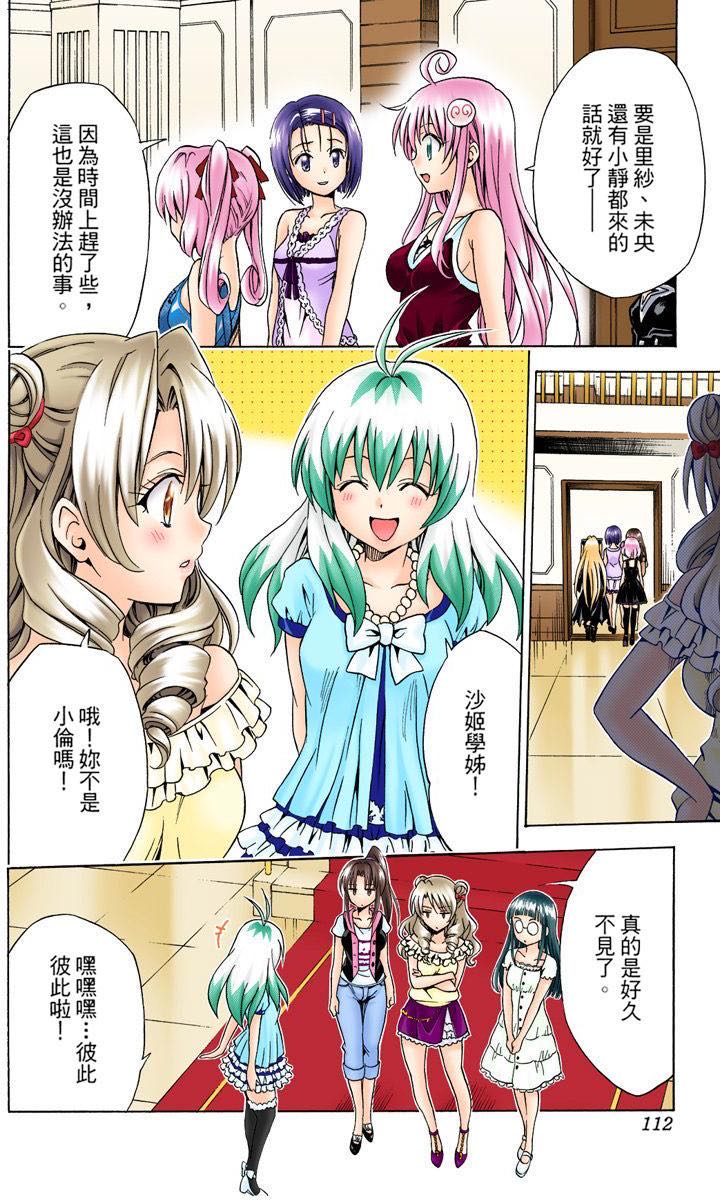 要是里紗、未央
還有小靜都來的
話就好了——
因為時間上趕了些，
這也是沒辦法的事。
沙姬學姊！
哦！妳不是
小倫嗎！
真的是好久
不見了。
嘿嘿嘿…彼此
彼此啦！
112